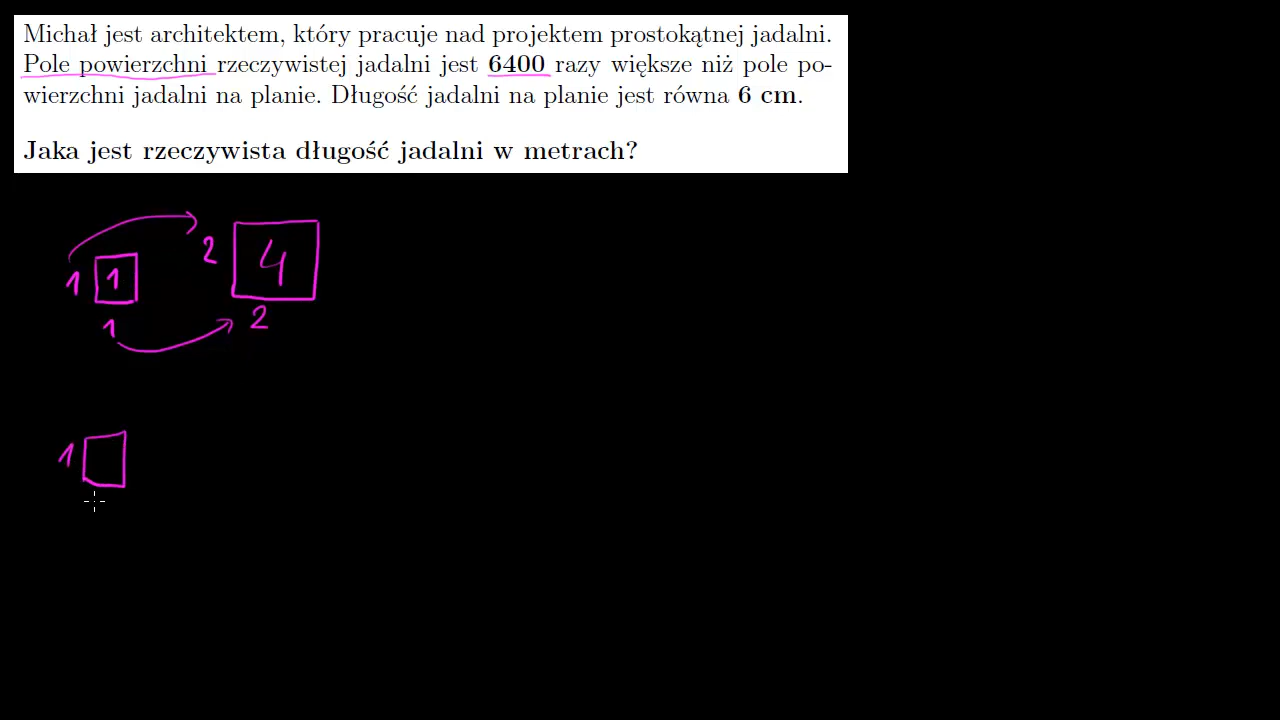 Michał jest architektem, który pracuje nad projektem prostokątnej jadalni.
Pole powierzchni rzeczywistej jadalni jest 6400 razy większe niż pole po-
wierzchni jadalni na planie. Długość jadalni na planie jest równa 6 cm.
Jaka jest rzeczywista długość jadalni w metrach?
1 1 2 4
1 2
1